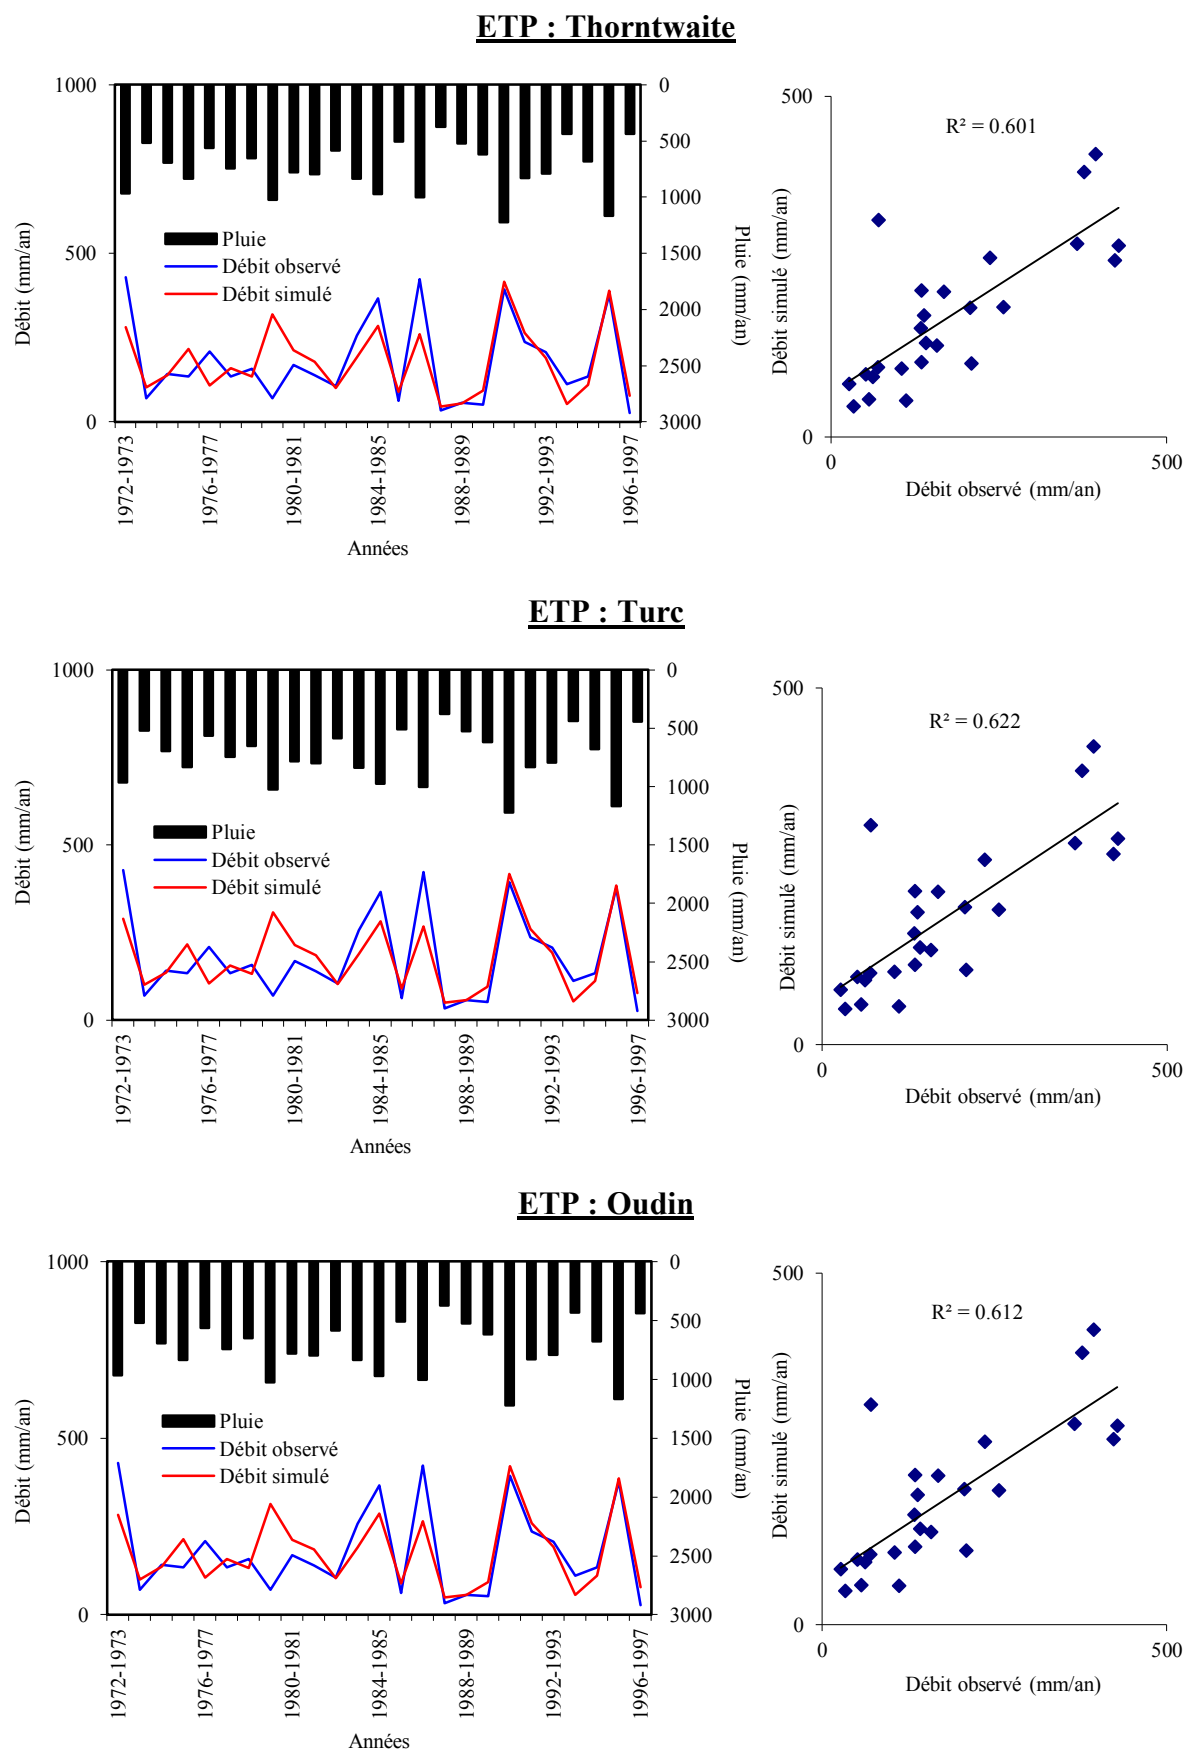 ETP : Thorntwaite
1000
500
0
Débit (mm/an)
0
500
1000
1500
2000
2500
3000
Pluie (mm/an)
Pluie
Débit observé
Débit simulé
1972-1973
1976-1977
1980-1981
1984-1985
1988-1989
1992-1993
1996-1997
Années
500
0
Débit simulé (mm/an)
R² = 0.601
0
500
Débit observé (mm/an)
ETP : Turc
1000
500
0
Débit (mm/an)
0
500
1000
1500
2000
2500
3000
Pluie (mm/an)
Pluie
Débit observé
Débit simulé
1972-1973
1976-1977
1980-1981
1984-1985
1988-1989
1992-1993
1996-1997
Années
500
0
Débit simulé (mm/an)
R² = 0.622
0
500
Débit observé (mm/an)
ETP : Oudin
1000
500
0
Débit (mm/an)
0
500
1000
1500
2000
2500
3000
Pluie (mm/an)
Pluie
Débit observé
Débit simulé
1972-1973
1976-1977
1980-1981
1984-1985
1988-1989
1992-1993
1996-1997
Années
500
0
Débit simulé (mm/an)
R² = 0.612
0
500
Débit observé (mm/an)